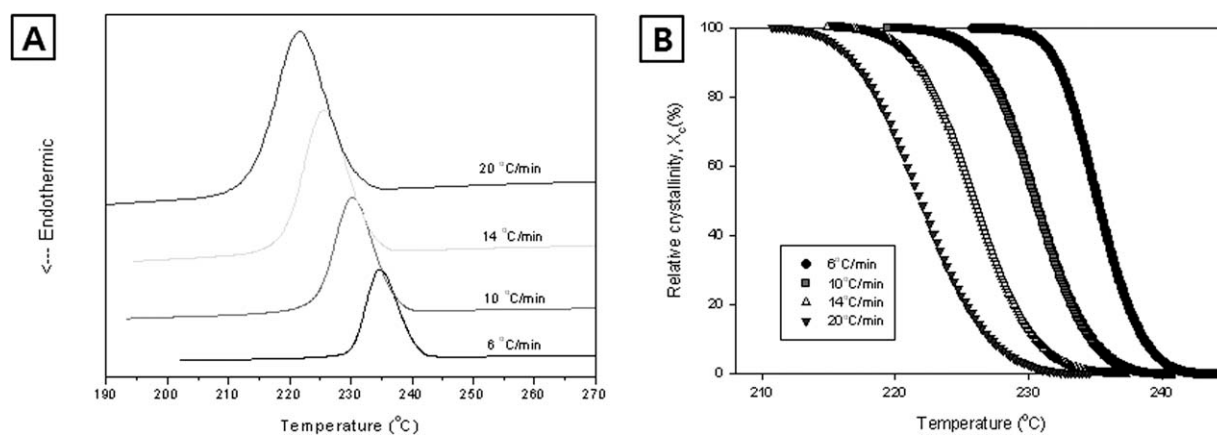 A
<--- Endothermic
20 °C/min
14 °C/min
10 °C/min
6 °C/min
190 200 210 220 230 240 250 260 270
Temperature (°C)
B
Relative crystallinity, Xc(%)
100
80
60
40
20
0
6°C/min
10°C/min
14°C/min
20°C/min
210 220 230 240
Temperature (°C)